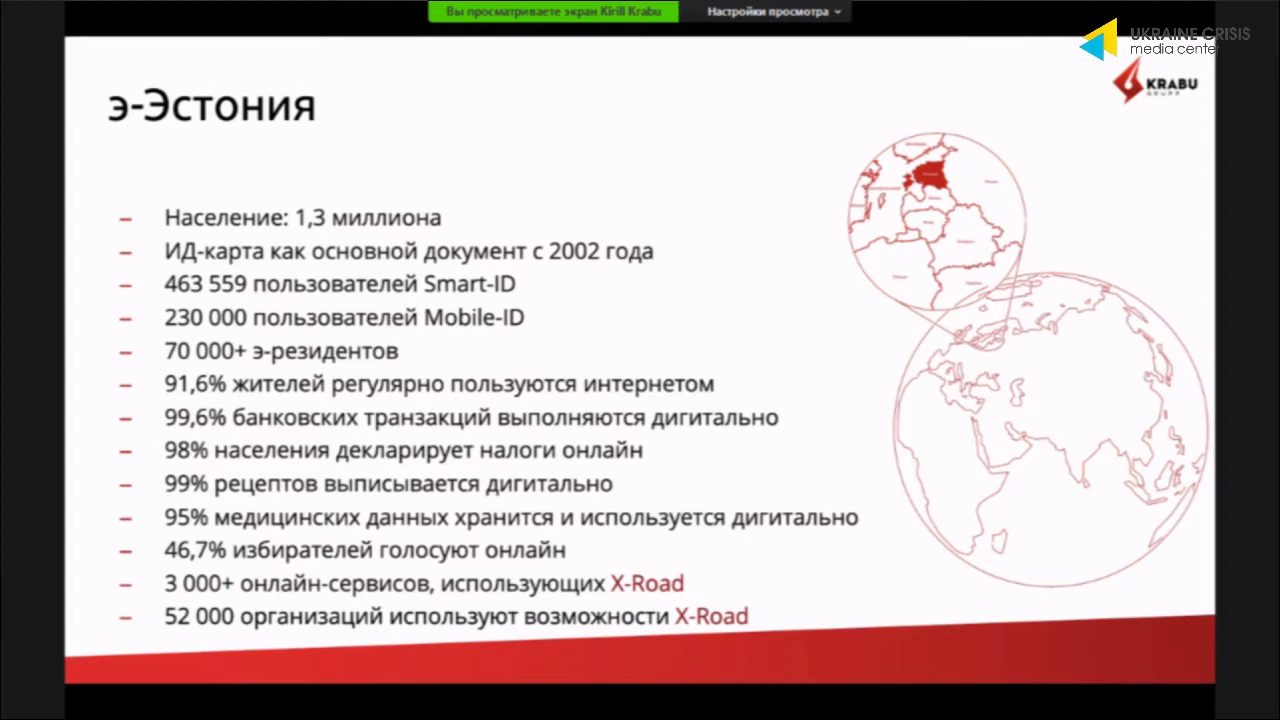 Вы просматриваете экран Kirill Krabu
Настройки просмотра
UKRAINE CRISIS
media center
KRABU
GRUPP
э-Эстония
– Население: 1,3 миллиона
– ИД-карта как основной документ с 2002 года
– 463 559 пользователей Smart-ID
– 230 000 пользователей Mobile-ID
– 70 000+ э-резидентов
– 91,6% жителей регулярно пользуются интернетом
– 99,6% банковских транзакций выполняются дигитально
– 98% населения декларирует налоги онлайн
– 99% рецептов выписывается дигитально
– 95% медицинских данных хранится и используется дигитально
– 46,7% избирателей голосуют онлайн
– 3 000+ онлайн-сервисов, использующих X-Road
– 52 000 организаций используют возможности X-Road